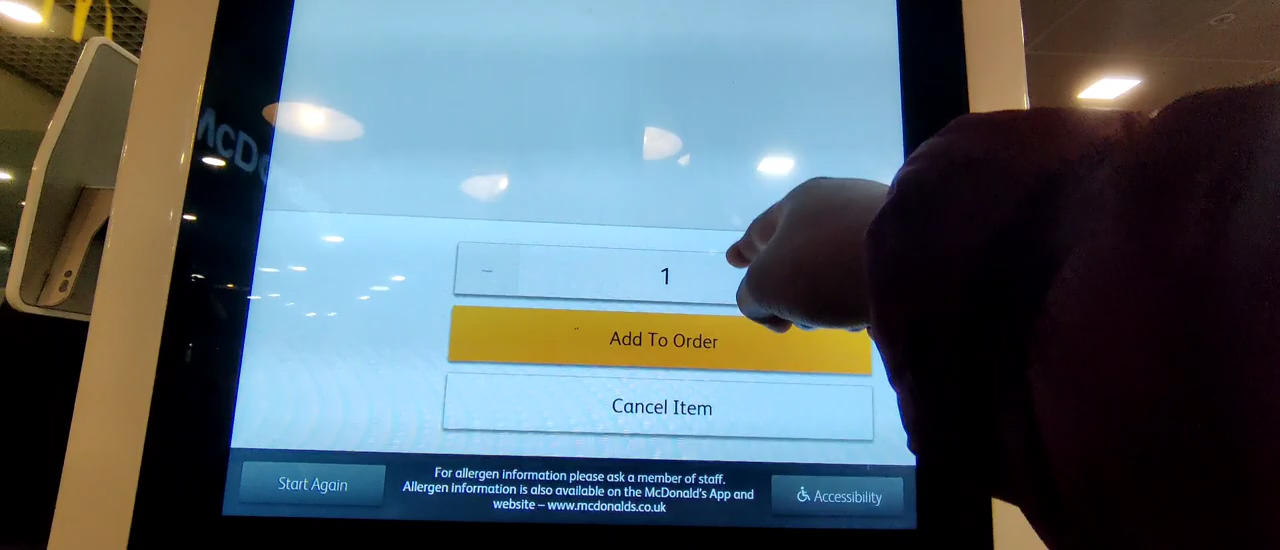 McDo
−
1
Add To Order
Cancel Item
Start Again
For allergen information please ask a member of staff.
Allergen information is also available on the McDonald's App and
website – www.mcdonalds.co.uk
Accessibility